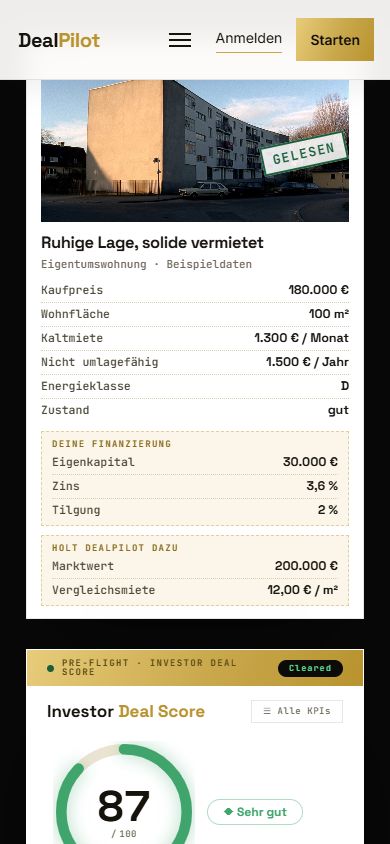 DealPilot
Anmelden
Starten
GELESEN
Ruhige Lage, solide vermietet
Eigentumswohnung · Beispieldaten
Kaufpreis 180.000 €
Wohnfläche 100 m²
Kaltmiete 1.300 € / Monat
Nicht umlagefähig 1.500 € / Jahr
Energieklasse D
Zustand gut
DEINE FINANZIERUNG
Eigenkapital 30.000 €
Zins 3,6 %
Tilgung 2 %
HOLT DEALPILOT DAZU
Marktwert 200.000 €
Vergleichsmiete 12,00 € / m²
PRE-FLIGHT · INVESTOR DEAL
SCORE
Cleared
Investor Deal Score
☰ Alle KPIs
87
/ 100
Sehr gut